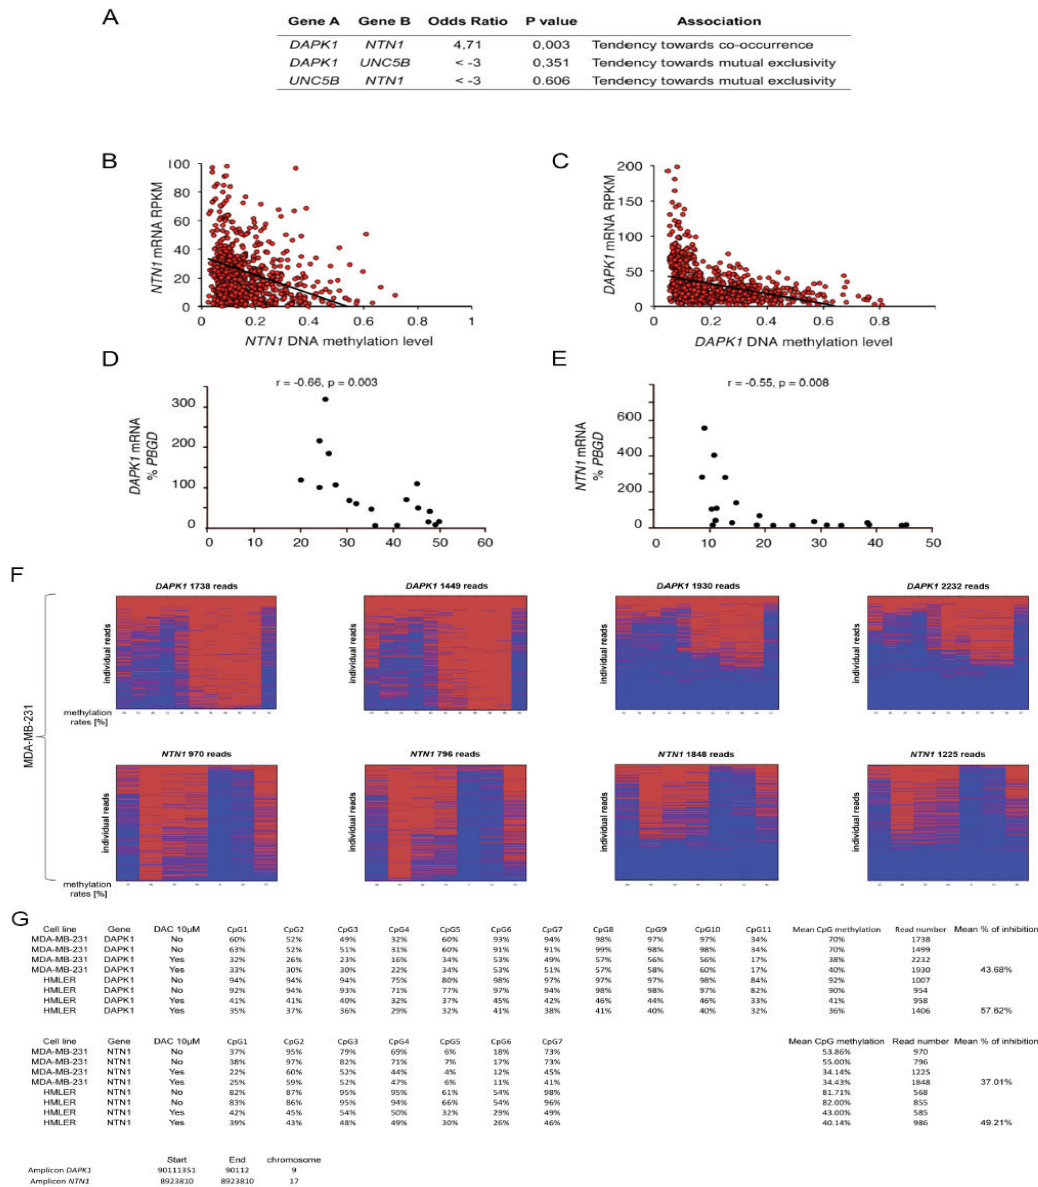 A
Gene A Gene B Odds Ratio P value Association
DAPK1 NTN1 4,71 0,003 Tendency towards co-occurrence
DAPK1 UNC5B < -3 0,351 Tendency towards mutual exclusivity
UNC5B NTN1 < -3 0.606 Tendency towards mutual exclusivity
B
NTN1 mRNA RPKM
100
80
60
40
20
0
0 0.2 0.4 0.6 0.8 1
NTN1 DNA methylation level
C
DAPK1 mRNA RPKM
200
150
100
50
0
0 0.2 0.4 0.6 0.8
DAPK1 DNA methylation level
D
r = -0.66, p = 0.003
DAPK1 mRNA
% PBGD
300
200
100
0
0 10 20 30 40 50 60
E
r = -0.55, p = 0.008
NTN1 mRNA
% PBGD
600
400
200
0
0 10 20 30 40 50
F
MDA-MB-231
DAPK1 1738 reads DAPK1 1449 reads DAPK1 1930 reads DAPK1 2232 reads
individual reads individual reads individual reads individual reads
methylation
rates [%]
NTN1 970 reads NTN1 796 reads NTN1 1848 reads NTN1 1225 reads
individual reads individual reads individual reads individual reads
methylation
rates [%]
G
Cell line Gene DAC 10µM CpG1 CpG2 CpG3 CpG4 CpG5 CpG6 CpG7 CpG8 CpG9 CpG10 CpG11 Mean CpG methylation Read number Mean % of inhibition
MDA-MB-231 DAPK1 No 60% 52% 49% 32% 60% 93% 94% 98% 97% 97% 34% 70% 1738
MDA-MB-231 DAPK1 No 63% 52% 51% 31% 60% 91% 91% 99% 98% 98% 34% 70% 1499
MDA-MB-231 DAPK1 Yes 32% 26% 23% 16% 34% 53% 49% 57% 56% 56% 17% 38% 2232
MDA-MB-231 DAPK1 Yes 33% 30% 30% 22% 34% 53% 51% 57% 58% 60% 17% 40% 1930 43.68%
HMLER DAPK1 No 94% 94% 94% 75% 80% 98% 97% 97% 97% 98% 84% 92% 1007
HMLER DAPK1 No 92% 94% 93% 71% 77% 97% 94% 98% 98% 97% 82% 90% 954
HMLER DAPK1 Yes 41% 41% 40% 32% 37% 45% 42% 46% 44% 46% 33% 41% 958
HMLER DAPK1 Yes 35% 37% 36% 29% 32% 41% 38% 41% 40% 40% 32% 36% 1406 57.62%
Cell line Gene DAC 10µM CpG1 CpG2 CpG3 CpG4 CpG5 CpG6 CpG7 Mean CpG methylation Read number Mean % of inhibition
MDA-MB-231 NTN1 No 37% 95% 79% 69% 6% 18% 73% 53.86% 970
MDA-MB-231 NTN1 No 38% 97% 82% 71% 7% 17% 73% 55.00% 796
MDA-MB-231 NTN1 Yes 22% 60% 52% 44% 4% 12% 45% 34.14% 1225
MDA-MB-231 NTN1 Yes 25% 59% 52% 47% 6% 11% 41% 34.43% 1848 37.01%
HMLER NTN1 No 82% 87% 95% 95% 61% 54% 98% 81.71% 568
HMLER NTN1 No 83% 86% 95% 94% 66% 54% 96% 82.00% 855
HMLER NTN1 Yes 42% 45% 54% 50% 32% 29% 49% 43.00% 585
HMLER NTN1 Yes 39% 43% 48% 49% 30% 26% 46% 40.14% 986 49.21%
Start End chromosome
Amplicon DAPK1 90111351 90112 9
Amplicon NTN1 8923810 8923810 17